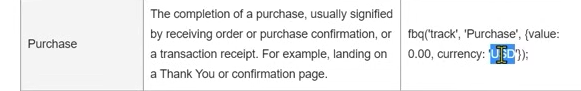 Purchase
The completion of a purchase, usually signified
by receiving order or purchase confirmation, or
a transaction receipt. For example, landing on
a Thank You or confirmation page.
fbq('track', 'Purchase', {value:
0.00, currency: 'USD'});